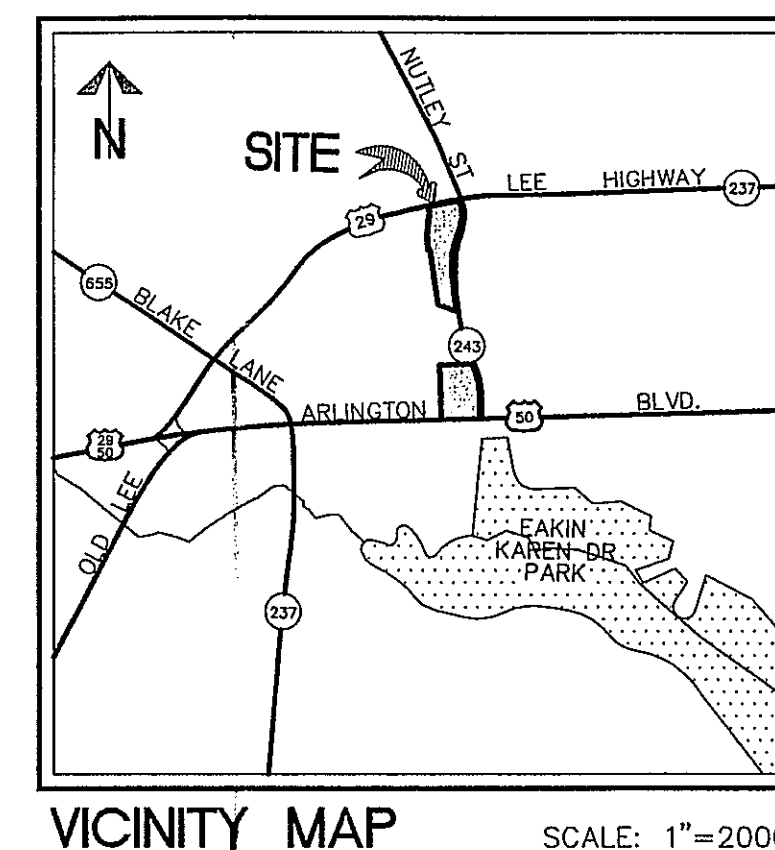 N
SITE
NUTLEY ST
LEE HIGHWAY
237
29
655
BLAKE LANE
243
ARLINGTON BLVD.
50
29
50
OLD LEE
EAKIN
KAREN DR
PARK
237
VICINITY MAP
SCALE: 1"=2000